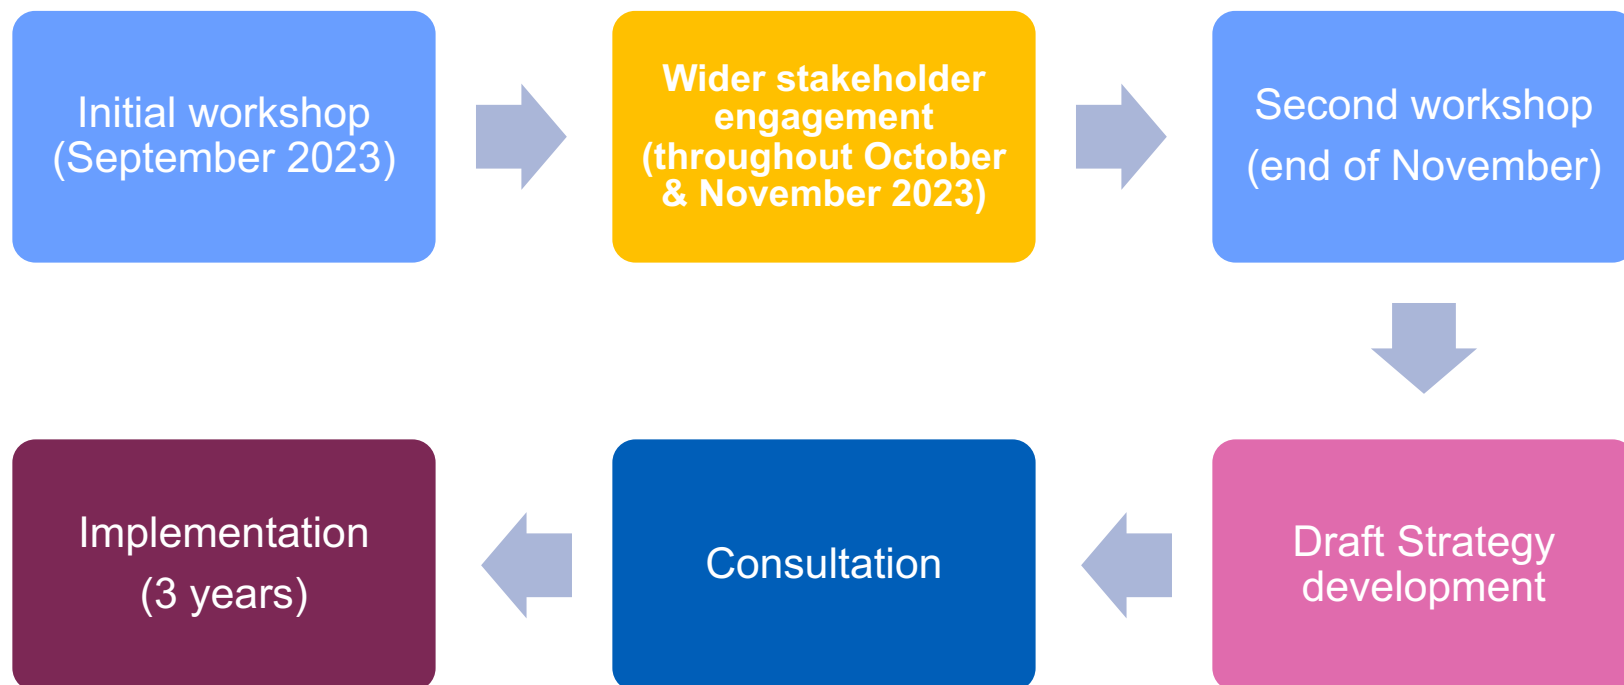 Initial workshop
(September 2023)
Wider stakeholder
engagement
(throughout October
& November 2023)
Second workshop
(end of November)
Draft Strategy
development
Consultation
Implementation
(3 years)